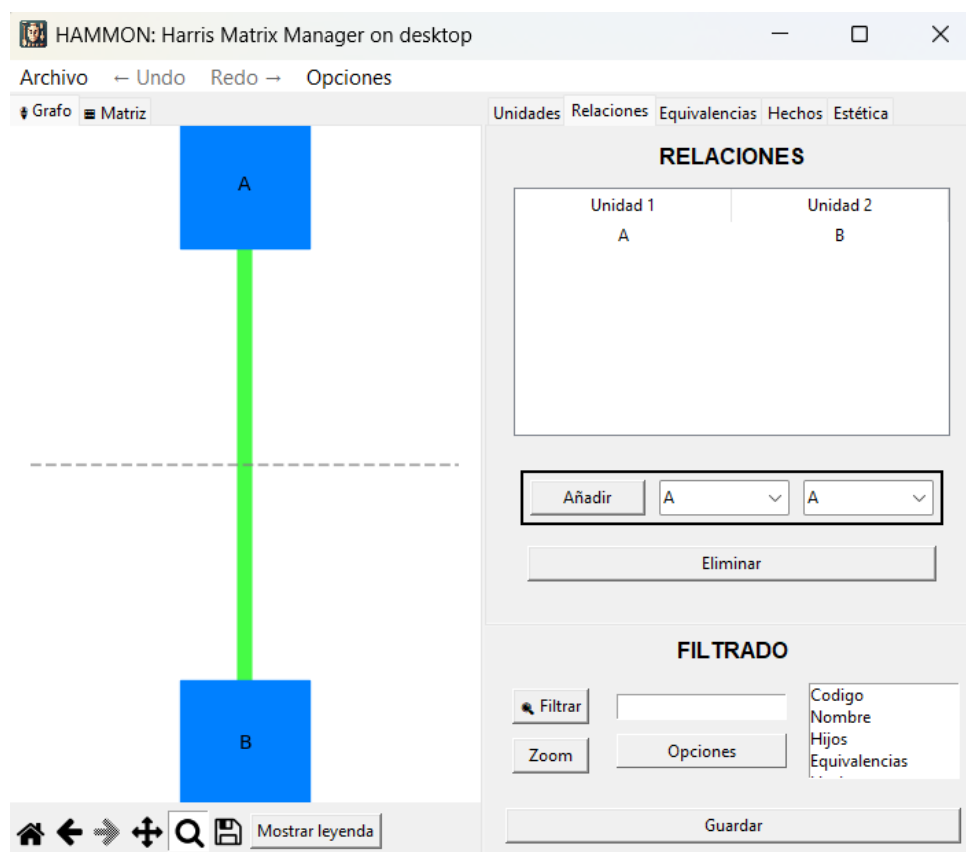 HAMMON: Harris Matrix Manager on desktop
Archivo ← Undo Redo → Opciones
Grafo Matriz
Unidades Relaciones Equivalencias Hechos Estética
A
B
RELACIONES
Unidad 1 Unidad 2
A B
Añadir A A
Eliminar
FILTRADO
Filtrar
Zoom Opciones
Codigo
Nombre
Hijos
Equivalencias
Mostrar leyenda
Guardar